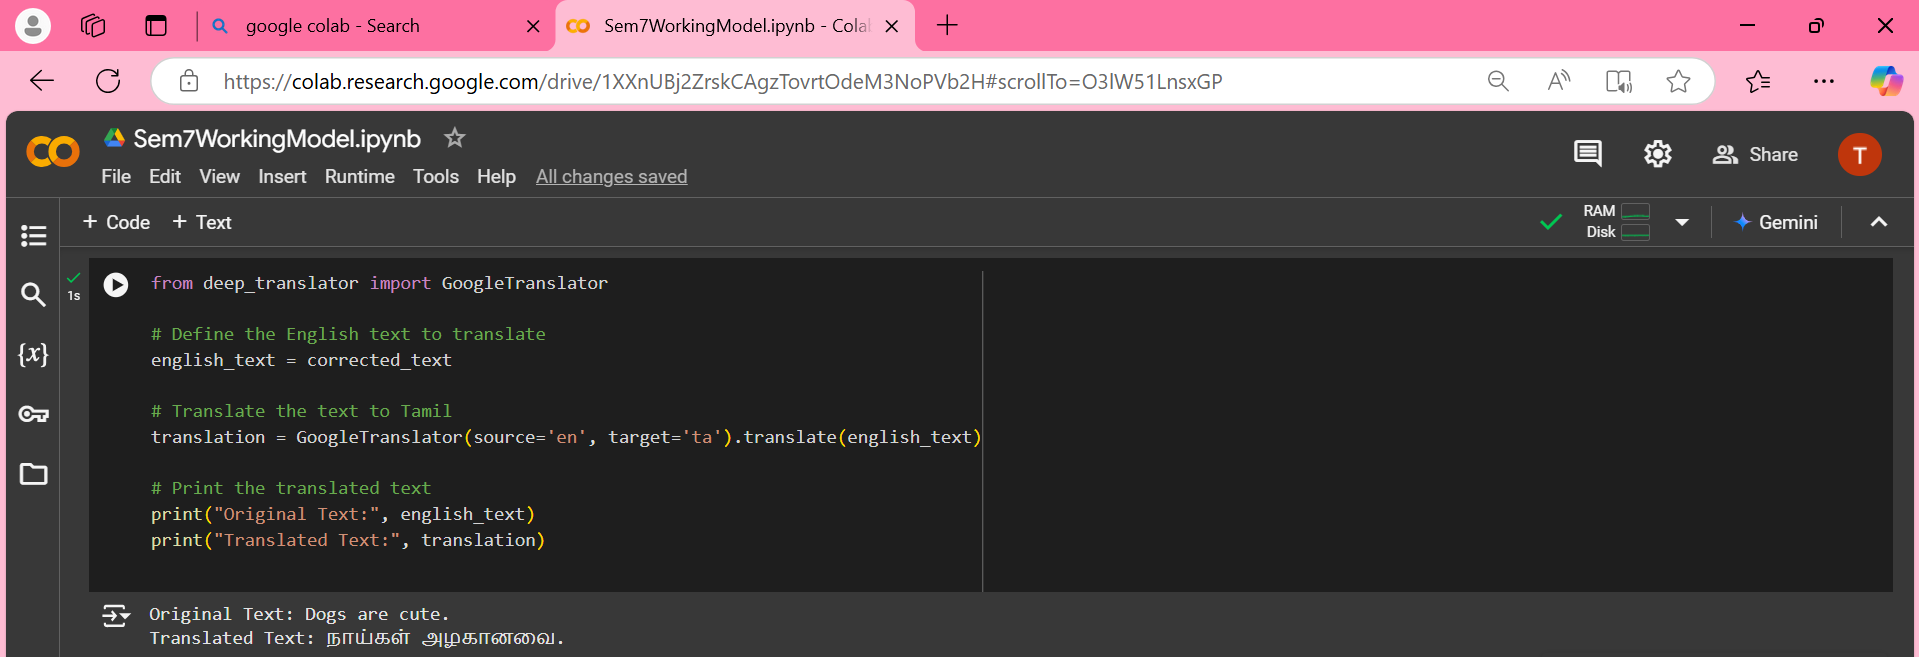 google colab - Search
Sem7WorkingModel.ipynb - Cola
https://colab.research.google.com/drive/1XXnUBj2ZrskCAgzTovrtOdeM3NoPVb2H#scrollTo=O3lW51LnsxGP
Sem7WorkingModel.ipynb
File Edit View Insert Runtime Tools Help All changes saved
Share
T
+ Code + Text
RAM
Disk
Gemini
1s
from deep_translator import GoogleTranslator
# Define the English text to translate
english_text = corrected_text
# Translate the text to Tamil
translation = GoogleTranslator(source='en', target='ta').translate(english_text)
# Print the translated text
print("Original Text:", english_text)
print("Translated Text:", translation)
Original Text: Dogs are cute.
Translated Text: நாய்கள் அழகானவை.